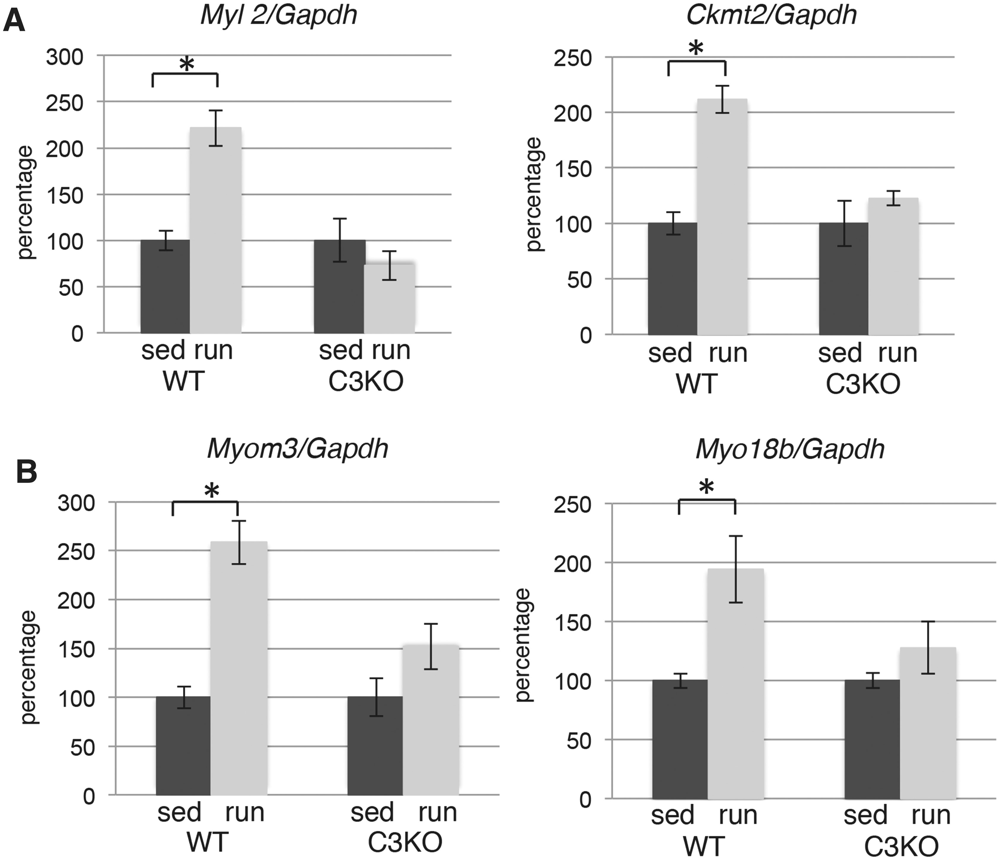 A
Myl 2/Gapdh
percentage
300
250
200
150
100
50
0
*
sed run sed run
WT C3KO
Ckmt2/Gapdh
percentage
250
200
150
100
50
0
*
sed run sed run
WT C3KO
B
Myom3/Gapdh
percentage
300
250
200
150
100
50
0
*
sed run sed run
WT C3KO
Myo18b/Gapdh
percentage
250
200
150
100
50
0
*
sed run sed run
WT C3KO